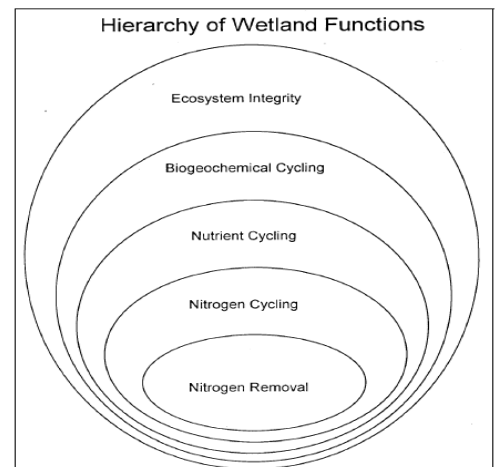 Hierarchy of Wetland Functions
Ecosystem Integrity
Biogeochemical Cycling
Nutrient Cycling
Nitrogen Cycling
Nitrogen Removal